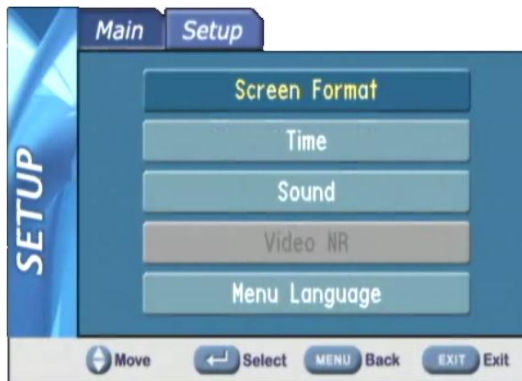 Main Setup
SETUP
Screen Format
Time
Sound
Video NR
Menu Language
Move Select MENU Back EXIT Exit